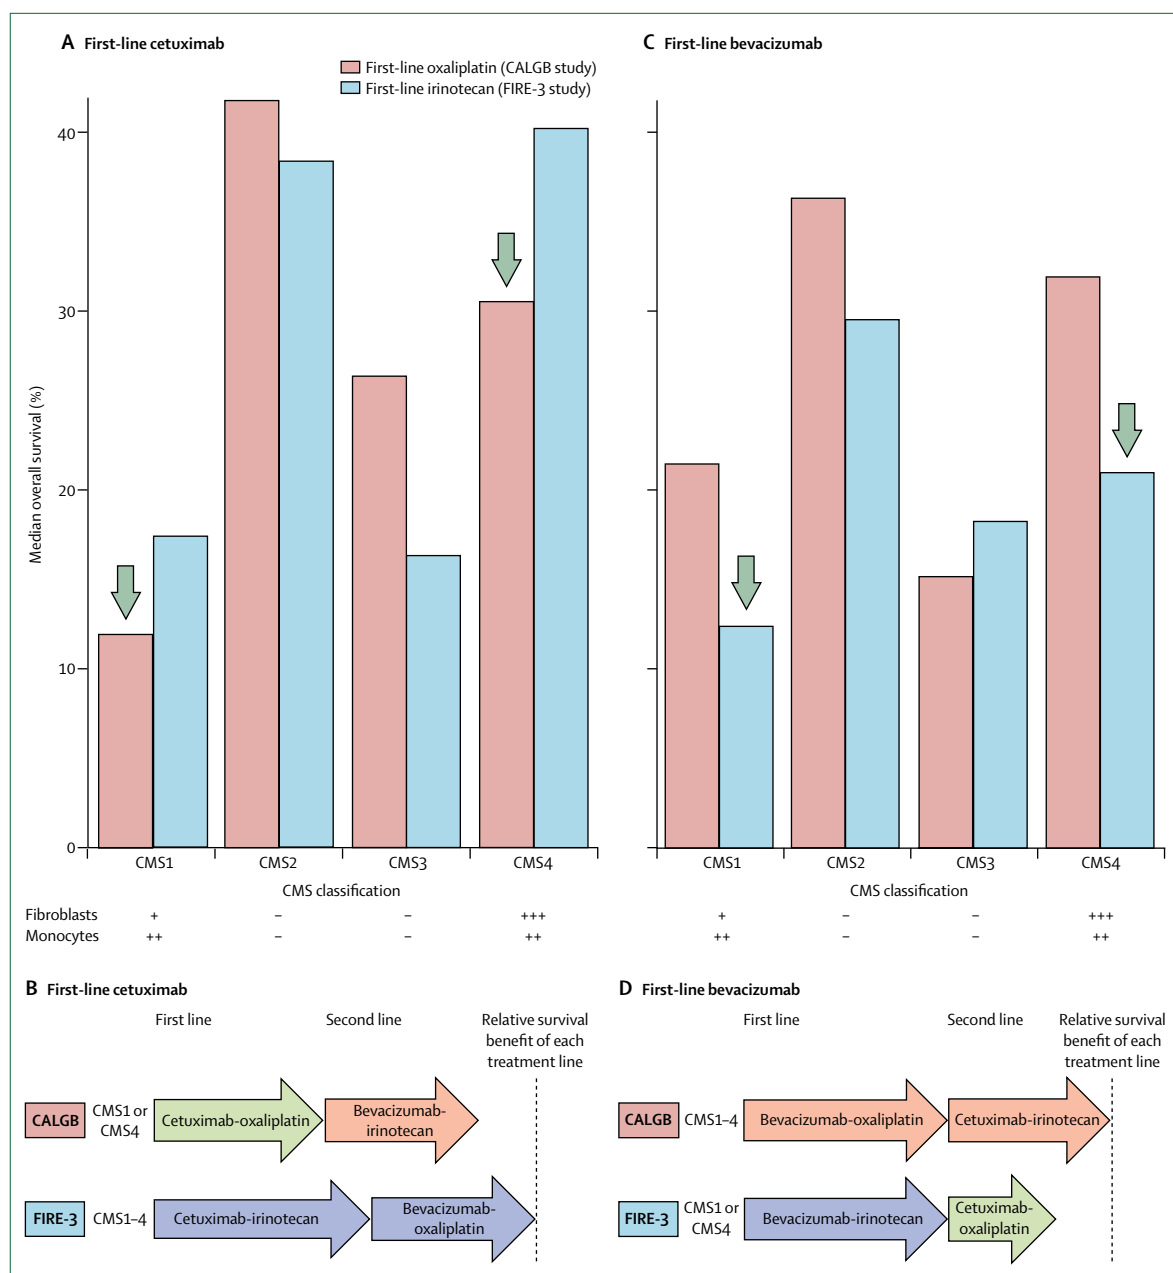 A First-line cetuximab
First-line oxaliplatin (CALGB study)
First-line irinotecan (FIRE-3 study)
Median overall survival (%)
40
30
20
10
0
CMS1 CMS2 CMS3 CMS4
CMS classification
Fibroblasts + – – +++
Monocytes ++ – – ++
C First-line bevacizumab
CMS1 CMS2 CMS3 CMS4
CMS classification
+ – – +++
++ – – ++
B First-line cetuximab
First line
Second line
Relative survival
benefit of each
treatment line
CALGB
CMS1 or
CMS4
Cetuximab-oxaliplatin
Bevacizumab-
irinotecan
FIRE-3
CMS1–4
Cetuximab-irinotecan
Bevacizumab-
oxaliplatin
D First-line bevacizumab
First line
Second line
Relative survival
benefit of each
treatment line
CALGB
CMS1–4
Bevacizumab-oxaliplatin
Cetuximab-irinotecan
FIRE-3
CMS1 or
CMS4
Bevacizumab-irinotecan
Cetuximab-
oxaliplatin